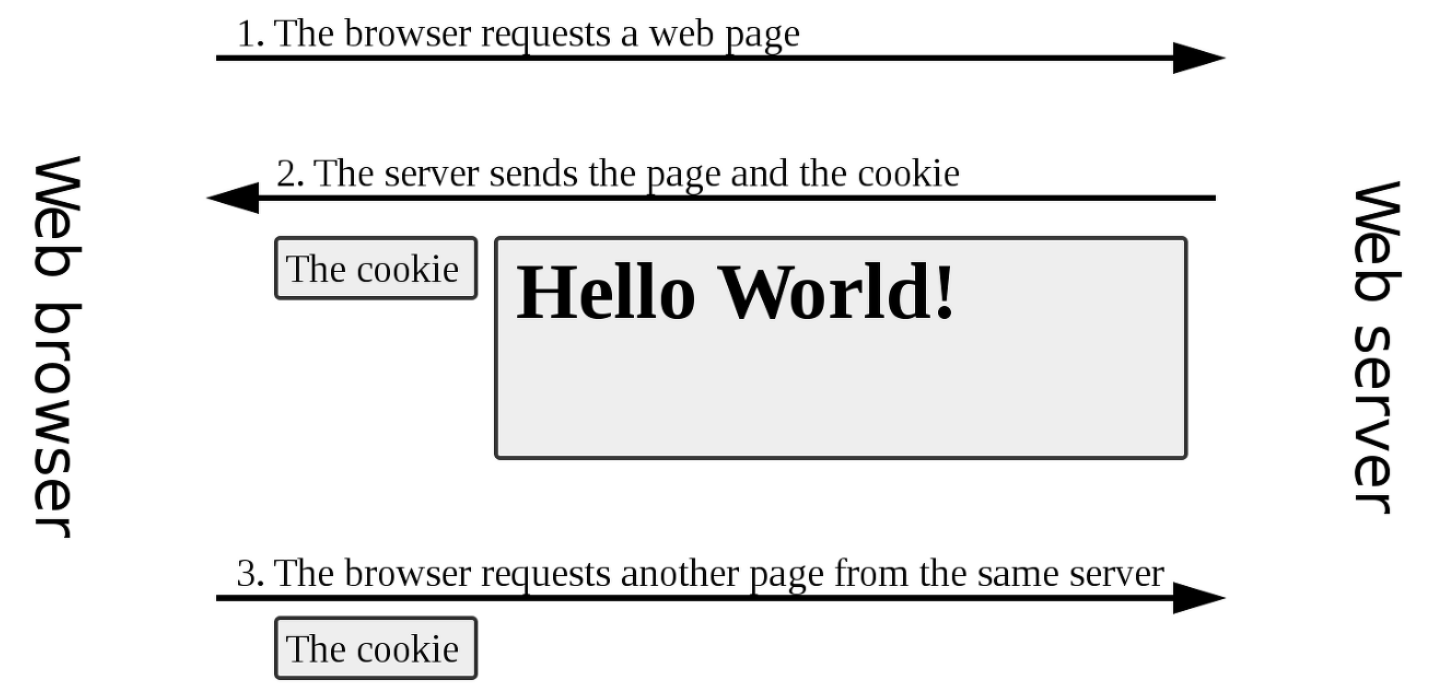 1. The browser requests a web page
2. The server sends the page and the cookie
The cookie
Hello World!
Web browser
Web server
3. The browser requests another page from the same server
The cookie